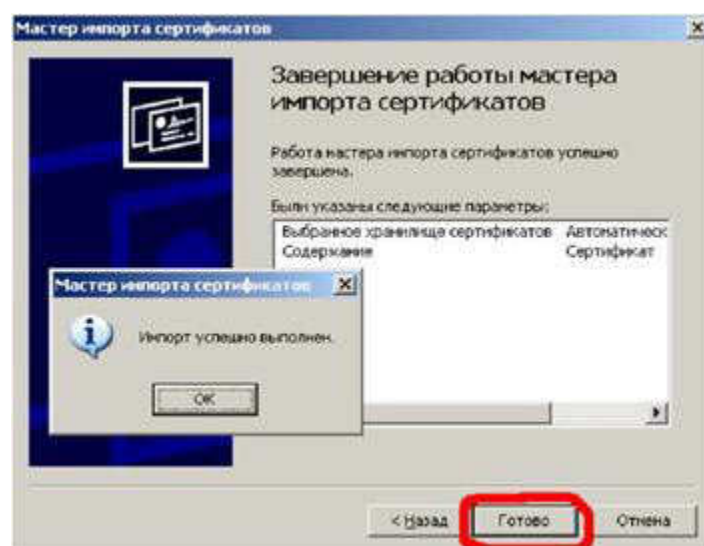 Мастер импорта сертификатов
Завершение работы мастера
импорта сертификатов
Работа мастера импорта сертификатов успешно
завершена.
Были указаны следующие параметры:
Выбранное хранилище сертификатов Автоматическ
Содержание Сертификат
Мастер импорта сертификатов
Импорт успешно выполнен.
ОК
< Назад Готово Отмена